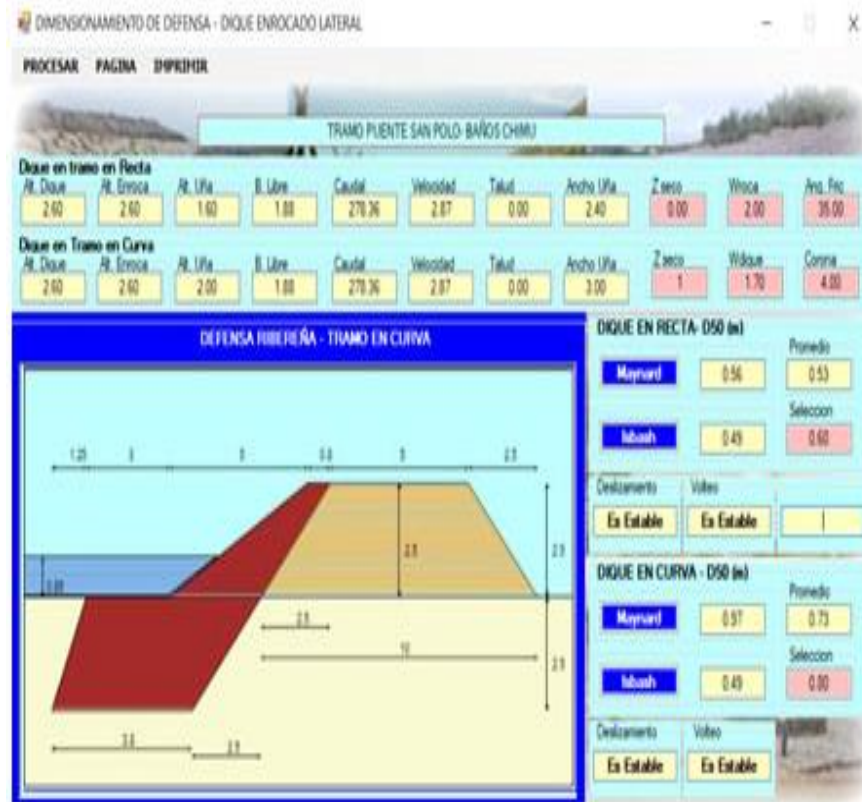 DIMENSIONAMIENTO DE DEFENSA - DIQUE ENROCADO LATERAL
PROCESAR PAGINA IMPRIMIR
TRAMO PUENTE SAN POLO- BAÑOS CHIMU
Dique en tramo en Recta
Alt. Dique Alt. Enroca Alt. Uña B. Libre Caudal Velocidad Talud Ancho Uña Z seco Wroca Ang. Fric
2.60 2.60 1.60 278.36 2.87 0.00 2.40 0.00 2.00 35.00
Dique en Tramo en Curva
Alt. Dique Alt. Enroca Alt. Uña B. Libre Caudal Velocidad Talud Ancho Uña Z seco Wdique Corona
2.60 2.60 2.00 278.36 2.87 0.00 3.00 1 1.70 4.00
DEFENSA RIBEREÑA - TRAMO EN CURVA
DIQUE EN RECTA- D50 (m)
Promedio
Maynard 0.56 0.53
Seleccion
Isbash 0.49 0.60
Deslizamiento Volteo
Es Estable Es Estable
DIQUE EN CURVA - D50 (m)
Promedio
Maynard 0.97 0.73
Seleccion
Isbash 0.49
Deslizamiento Volteo
Es Estable Es Estable
1.25
2.5
10